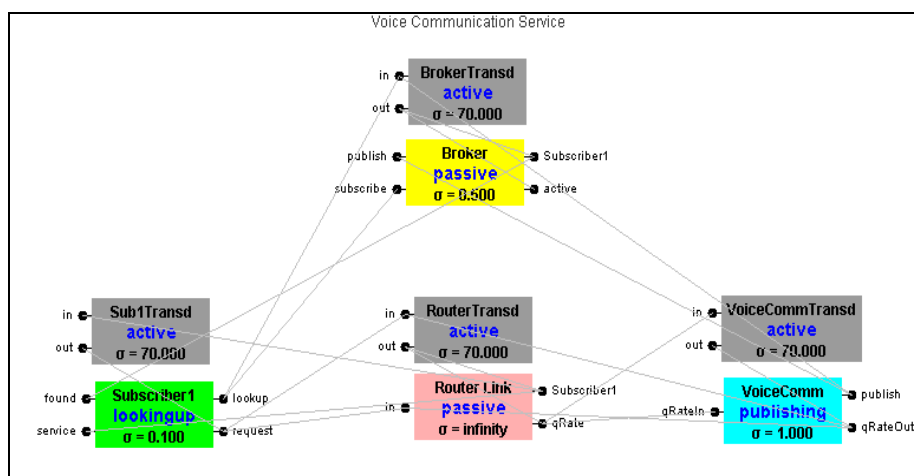 Voice Communication Service
in BrokerTransd
active
out σ = 70.000
publish Broker Subscriber1
passive
subscribe active
σ = 0.500
in Sub1Transd
active
out σ = 70.000
in RouterTransd
active
out σ = 70.000
in VoiceCommTransd
active
out σ = 70.000
found Subscriber1 lookup
lookingup
service request
σ = 0.100
Router Link Subscriber1
in passive
qRate
σ = infinity
VoiceComm publish
qRateIn publishing
qRateOut
σ = 1.000